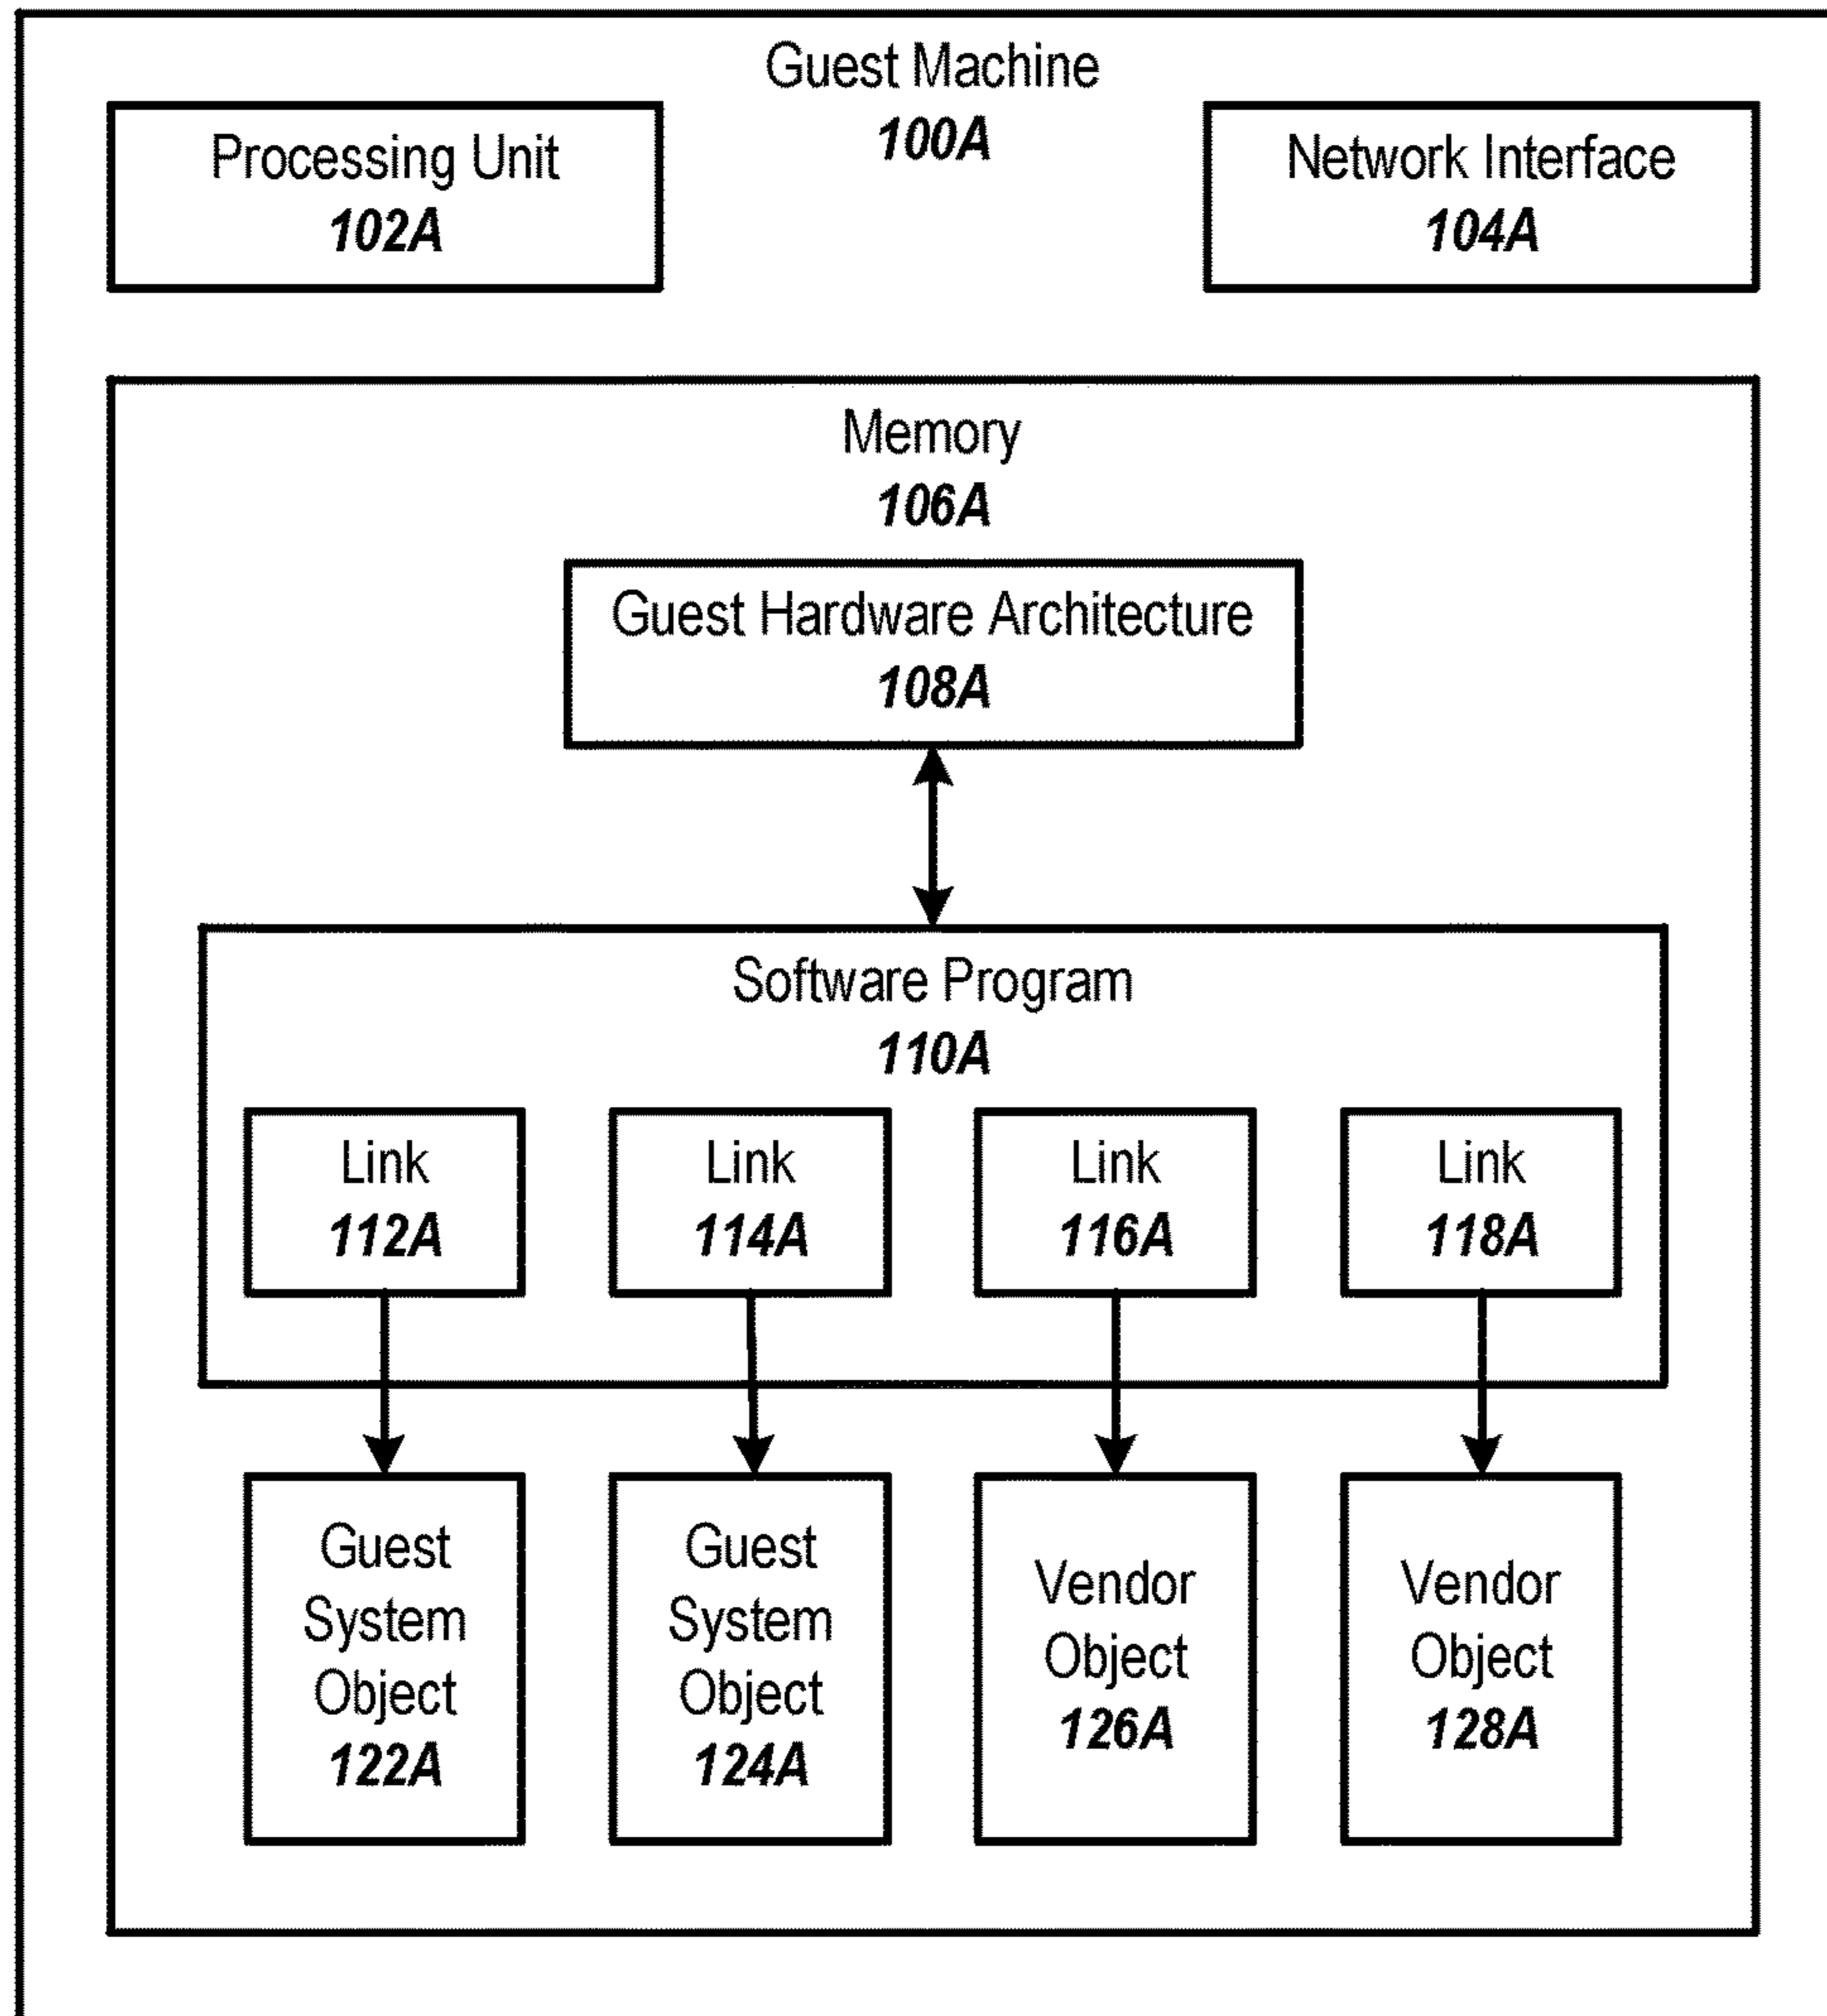 Guest Machine
100A
Processing Unit
102A
Network Interface
104A
Memory
106A
Guest Hardware Architecture
108A
Software Program
110A
Link
112A
Link
114A
Link
116A
Link
118A
Guest
System
Object
122A
Guest
System
Object
124A
Vendor
Object
126A
Vendor
Object
128A